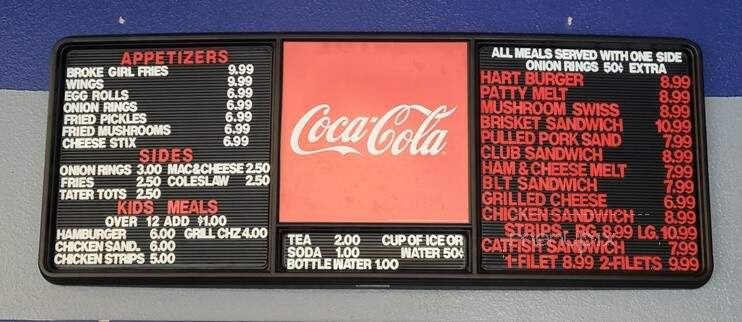 APPETIZERS
BROKE GIRL FRIES 9.99
WINGS 9.99
EGG ROLLS 6.99
ONION RINGS 6.99
FRIED PICKLES 6.99
FRIED MUSHROOMS 6.99
CHEESE STIX 6.99
SIDES
ONION RINGS 3.00 MAC&CHEESE 2.50
FRIES 2.50 COLESLAW 2.50
TATER TOTS 2.50
KIDS MEALS
OVER 12 ADD $1.00
HAMBURGER 6.00 GRILL CHZ 4.00
CHICKEN SAND. 6.00
CHICKEN STRIPS 5.00
Coca-Cola
TEA 2.00 CUP OF ICE OR
SODA 1.00 WATER 50¢
BOTTLE WATER 1.00
ALL MEALS SERVED WITH ONE SIDE
ONION RINGS 50¢ EXTRA
HART BURGER 8.99
PATTY MELT 8.99
MUSHROOM SWISS 8.99
BRISKET SANDWICH 10.99
PULLED PORK SAND 7.99
CLUB SANDWICH 8.99
HAM & CHEESE MELT 7.99
BLT SANDWICH 7.99
GRILLED CHEESE 6.99
CHICKEN SANDWICH 8.99
STRIPS 8.99 LG, 10.99
7.99
1-FILET 8.99 2-FILETS 9.99